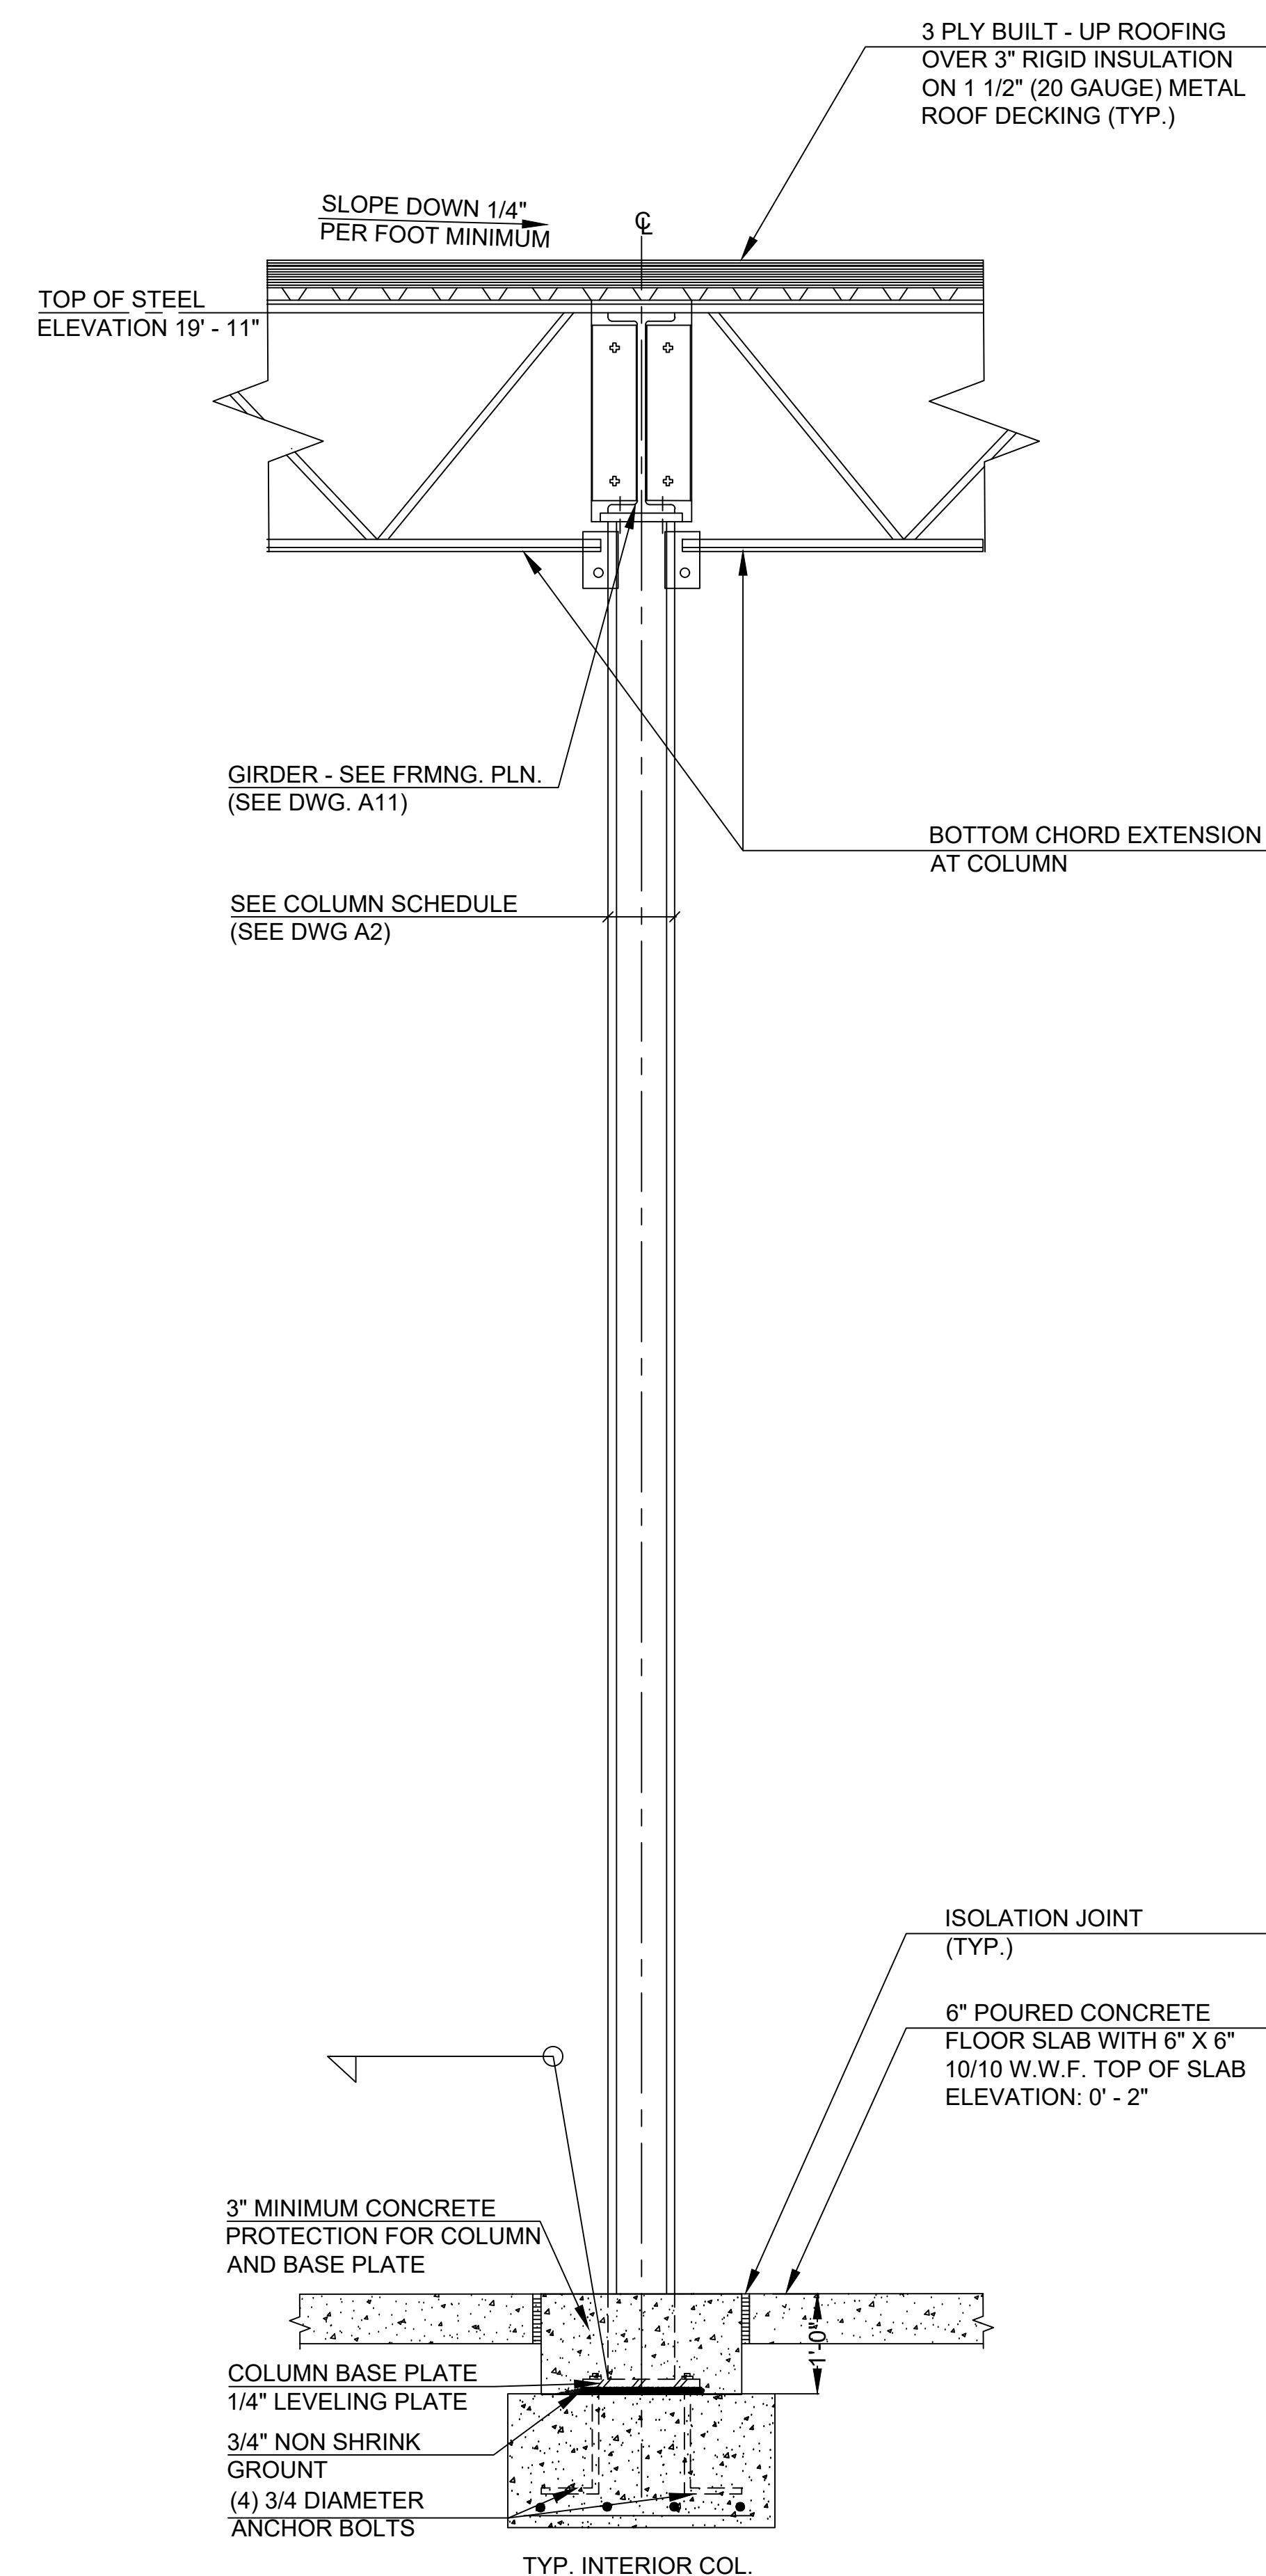 3 PLY BUILT - UP ROOFING
OVER 3" RIGID INSULATION
ON 1 1/2" (20 GAUGE) METAL
ROOF DECKING (TYP.)
SLOPE DOWN 1/4"
PER FOOT MINIMUM
℄
TOP OF STEEL
ELEVATION 19' - 11"
GIRDER - SEE FRMNG. PLN.
(SEE DWG. A11)
BOTTOM CHORD EXTENSION
AT COLUMN
SEE COLUMN SCHEDULE
(SEE DWG A2)
ISOLATION JOINT
(TYP.)
6" POURED CONCRETE
FLOOR SLAB WITH 6" X 6"
10/10 W.W.F. TOP OF SLAB
ELEVATION: 0' - 2"
3" MINIMUM CONCRETE
PROTECTION FOR COLUMN
AND BASE PLATE
1'-0"
COLUMN BASE PLATE
1/4" LEVELING PLATE
3/4" NON SHRINK
GROUNT
(4) 3/4 DIAMETER
ANCHOR BOLTS
TYP. INTERIOR COL.